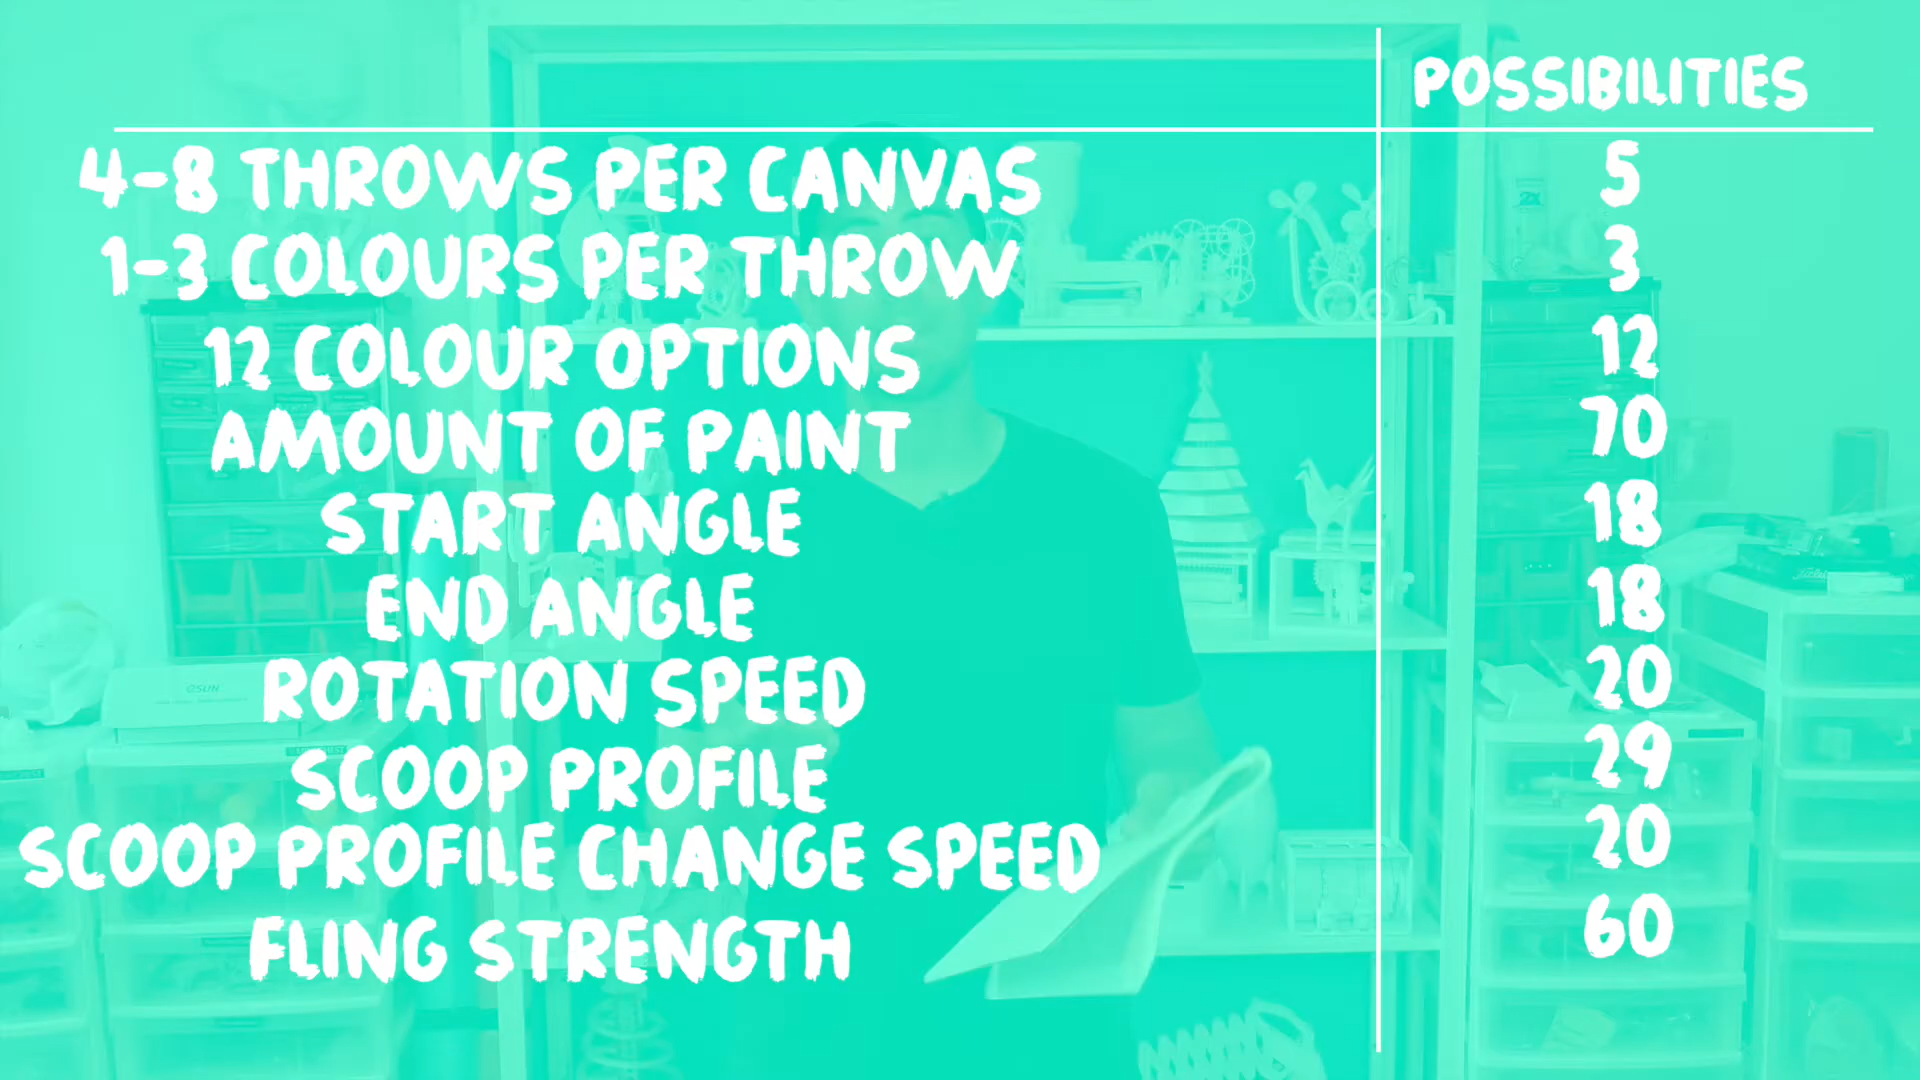 POSSIBILITIES
4-8 THROWS PER CANVAS 5
1-3 COLOURS PER THROW 3
12 COLOUR OPTIONS 12
AMOUNT OF PAINT 70
START ANGLE 18
END ANGLE 18
ROTATION SPEED 20
SCOOP PROFILE 29
SCOOP PROFILE CHANGE SPEED 20
FLING STRENGTH 60
eSUN